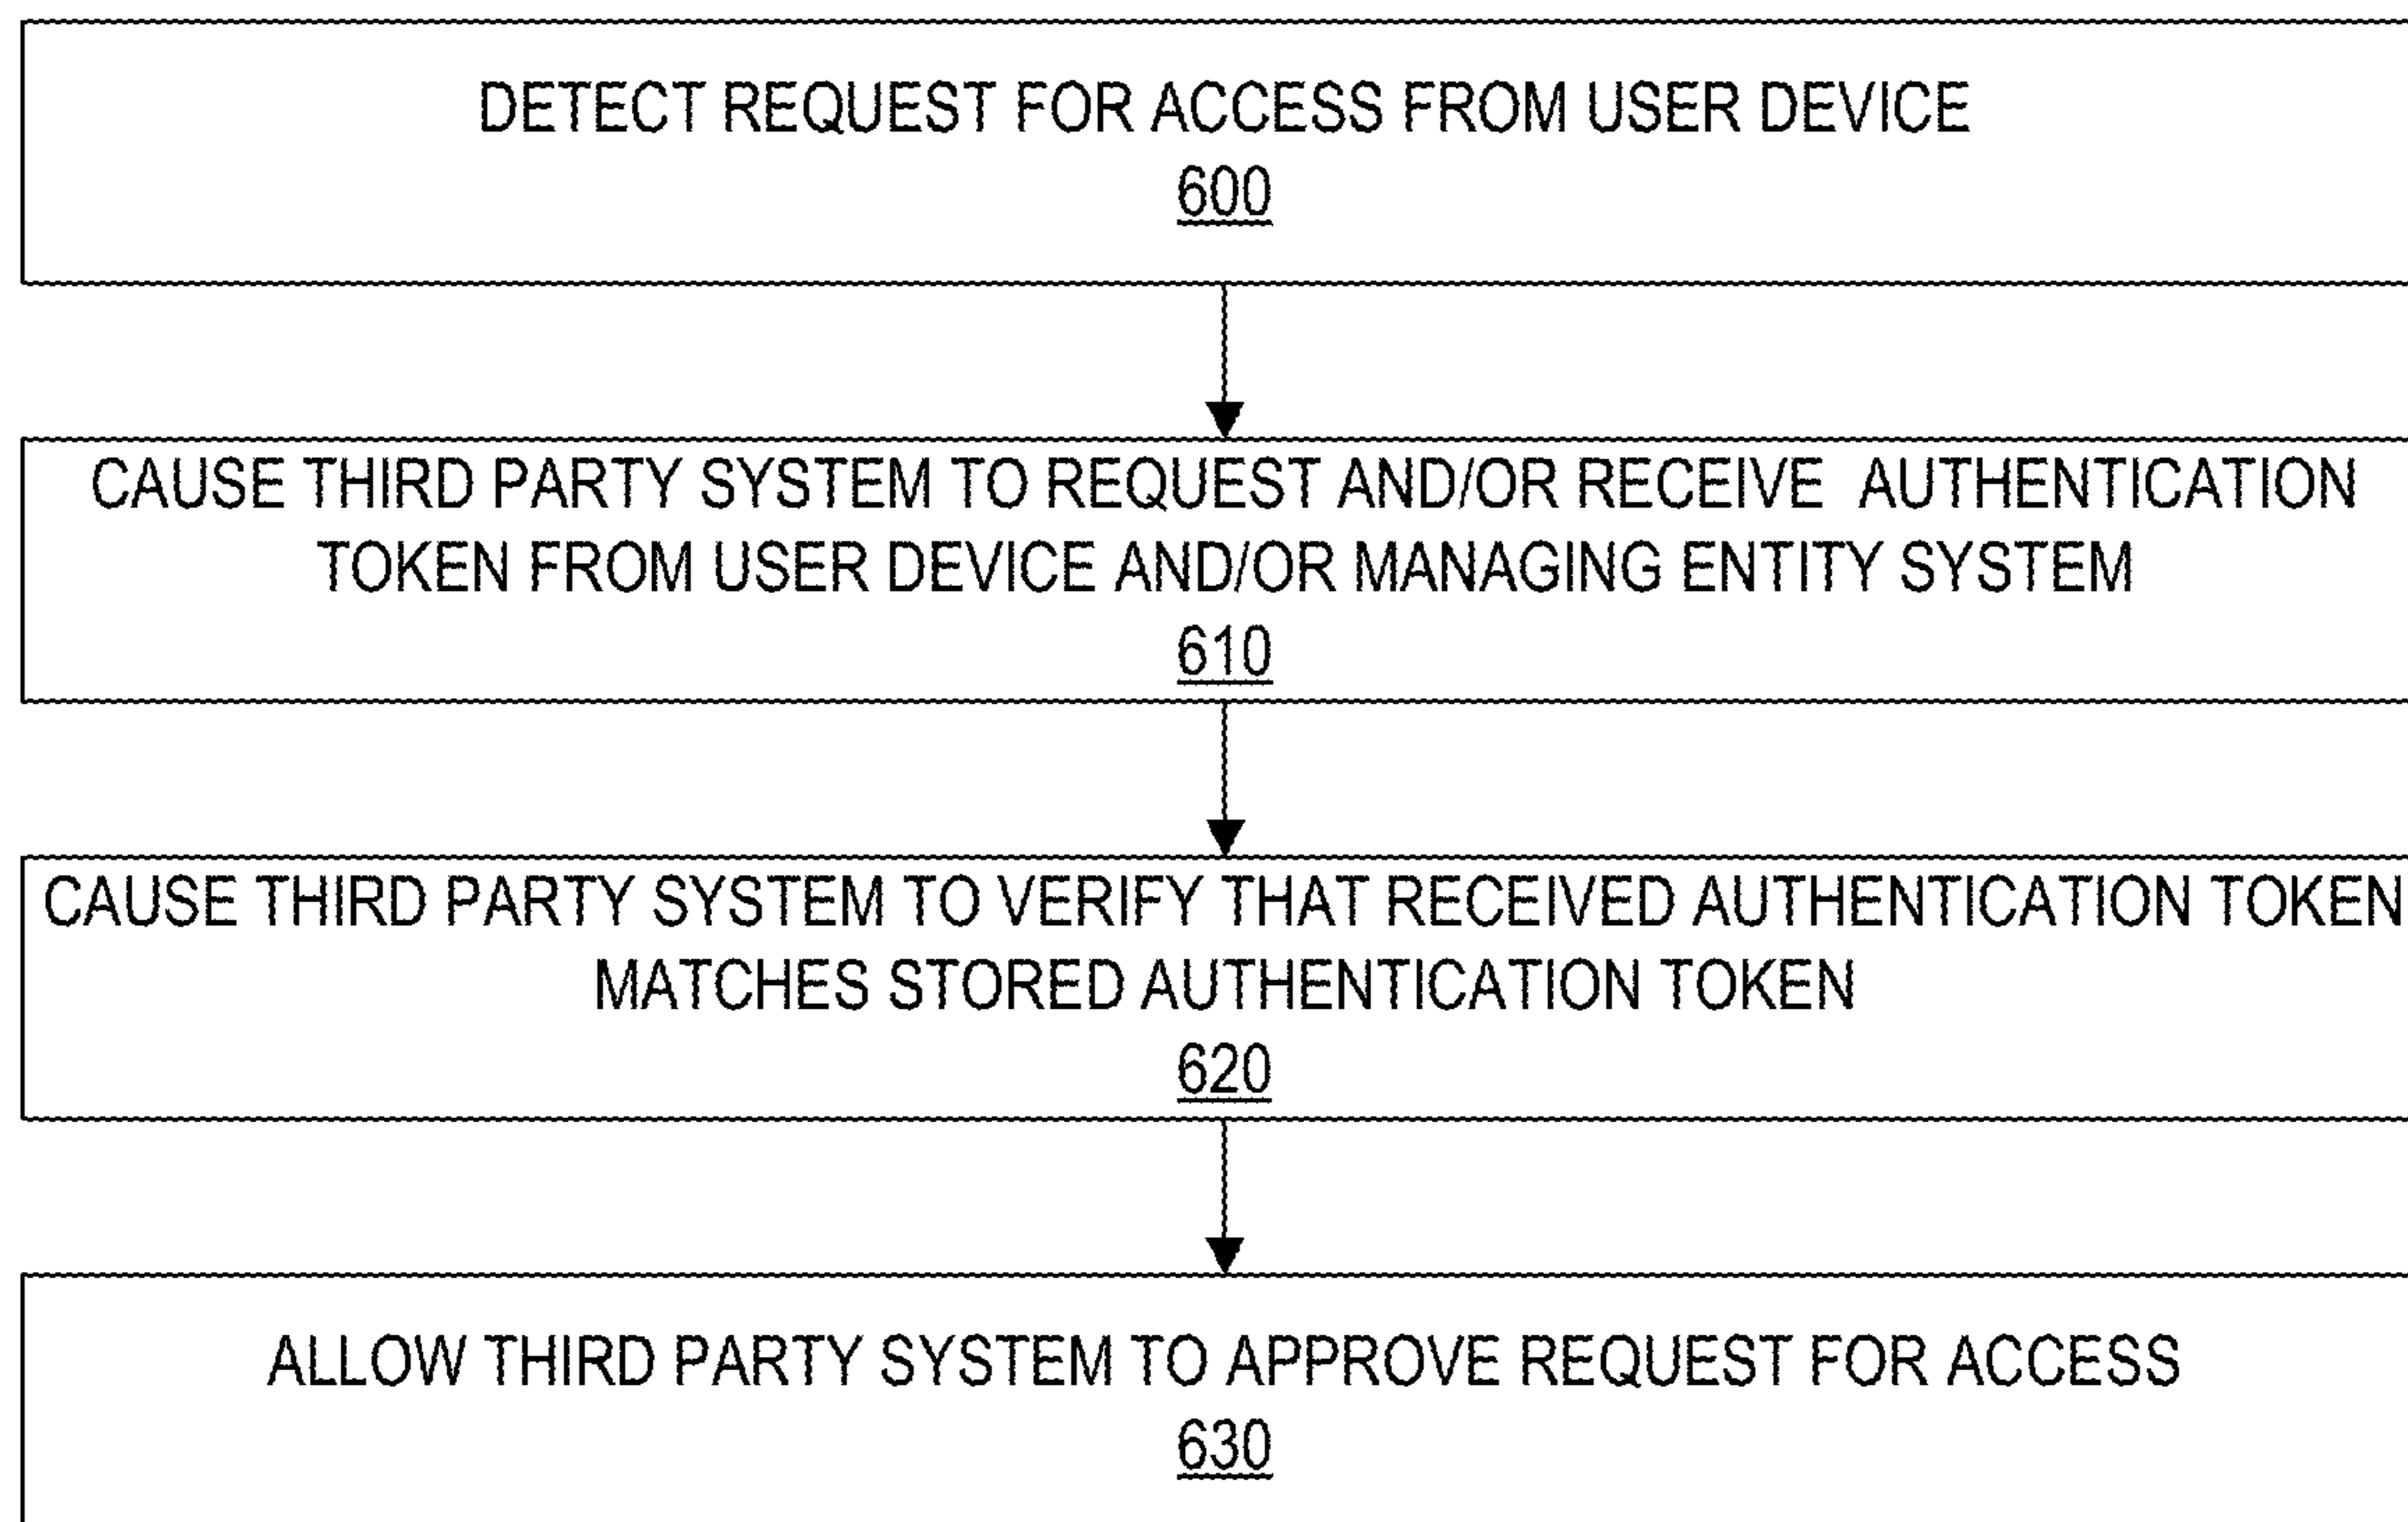 DETECT REQUEST FOR ACCESS FROM USER DEVICE
600
CAUSE THIRD PARTY SYSTEM TO REQUEST AND/OR RECEIVE AUTHENTICATION
TOKEN FROM USER DEVICE AND/OR MANAGING ENTITY SYSTEM
610
CAUSE THIRD PARTY SYSTEM TO VERIFY THAT RECEIVED AUTHENTICATION TOKEN
MATCHES STORED AUTHENTICATION TOKEN
620
ALLOW THIRD PARTY SYSTEM TO APPROVE REQUEST FOR ACCESS
630